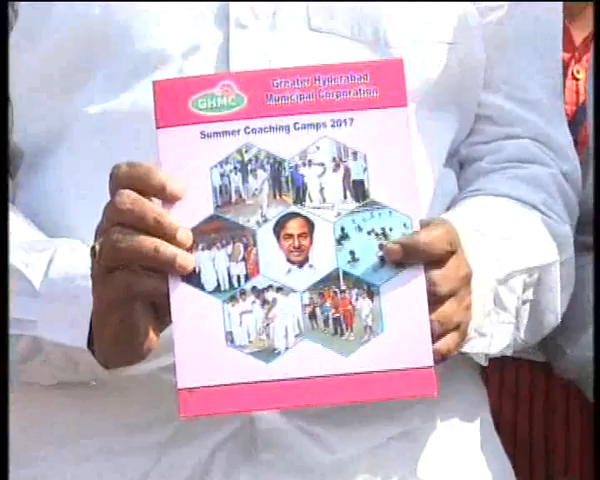 GHMC
Greater Hyderabad
Municipal Corporation
Summer Coaching Camps 2017